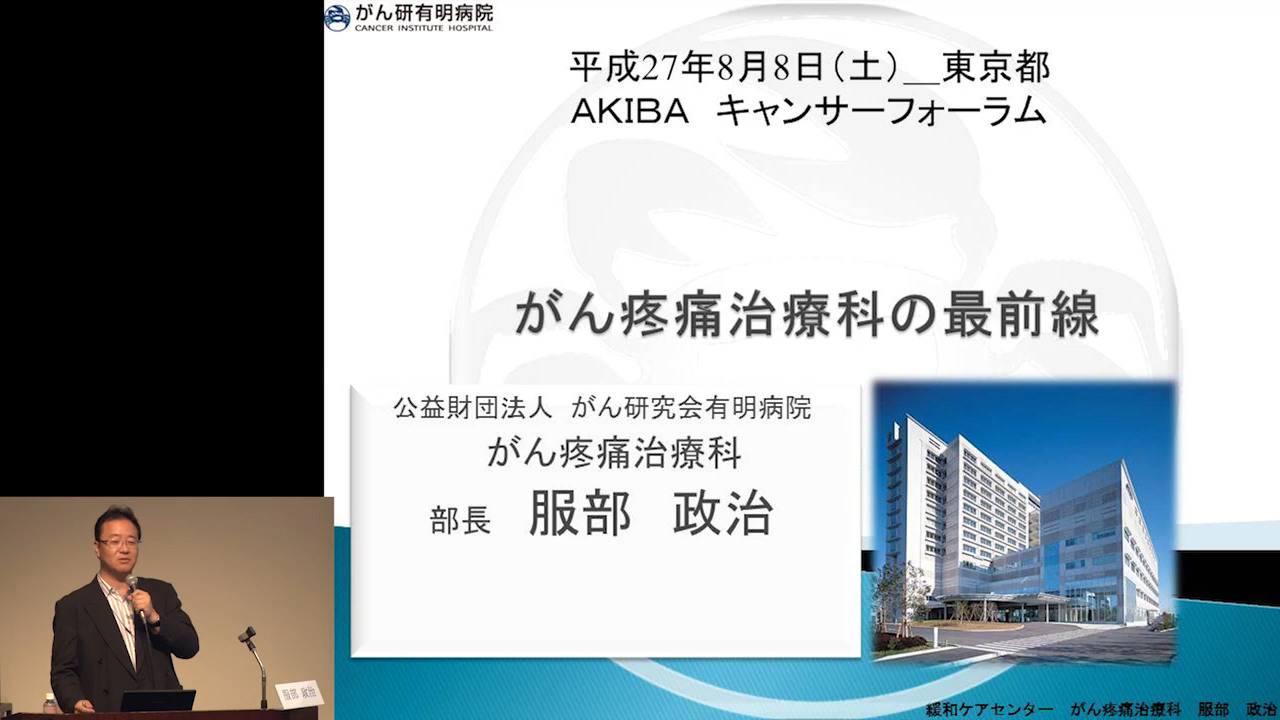 がん研有明病院
CANCER INSTITUTE HOSPITAL
平成27年8月8日（土）＿東京都
AKIBA　キャンサーフォーラム
がん疼痛治療科の最前線
公益財団法人　がん研究会有明病院
がん疼痛治療科
部長　服部　政治
服部 政治
緩和ケアセンター　がん疼痛治療科　服部　政治